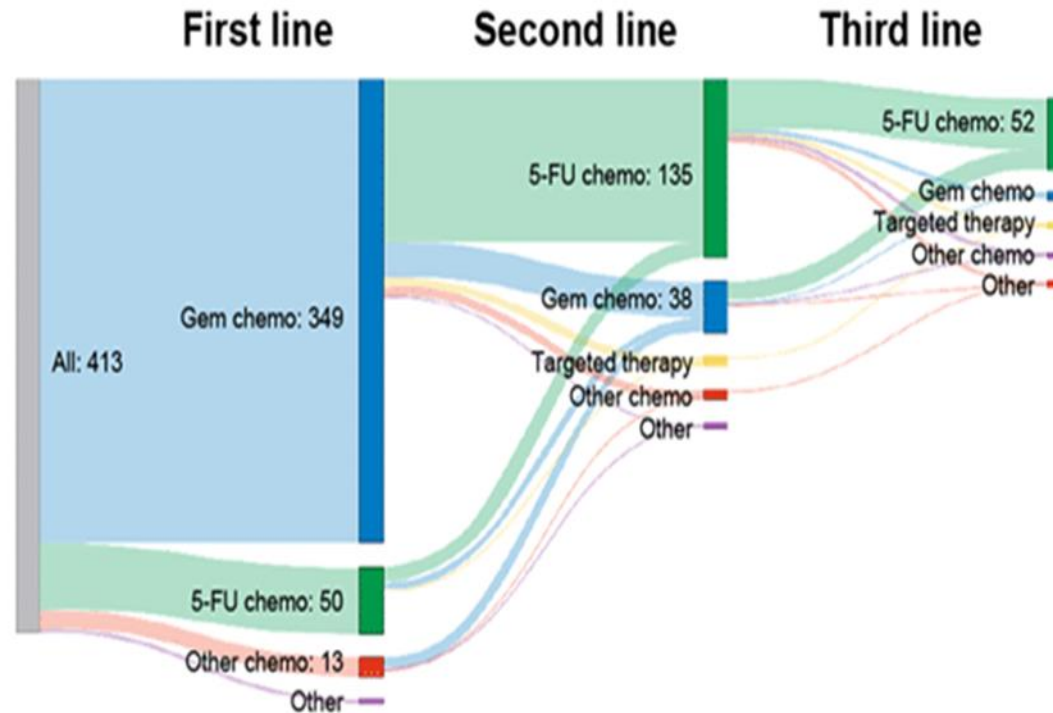 First line
Second line
Third line
All: 413
Gem chemo: 349
5-FU chemo: 50
Other chemo: 13
Other
5-FU chemo: 135
Gem chemo: 38
Targeted therapy
Other chemo
Other
5-FU chemo: 52
Gem chemo
Targeted therapy
Other chemo
Other